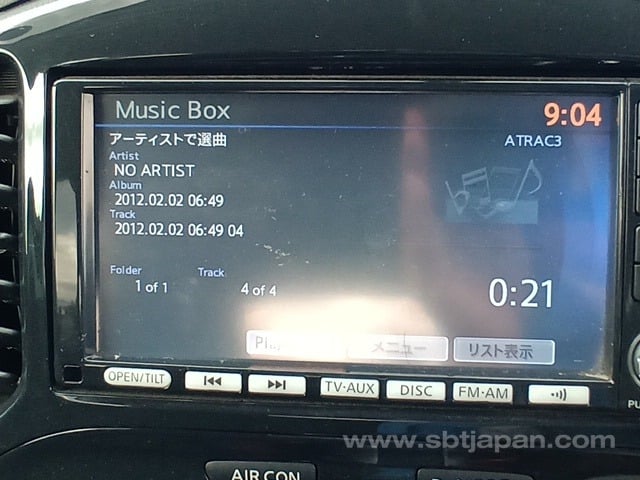 Music Box
9:04
アーティストで選曲
ATRAC3
Artist
NO ARTIST
Album
2012.02.02 06:49
Track
2012.02.02 06:49 04
Folder
Track
1 of 1
4 of 4
0:21
メニュー
リスト表示
OPEN/TILT
TV·AUX
DISC
FM·AM
PU
www.sbtjapan.com
AIR CON